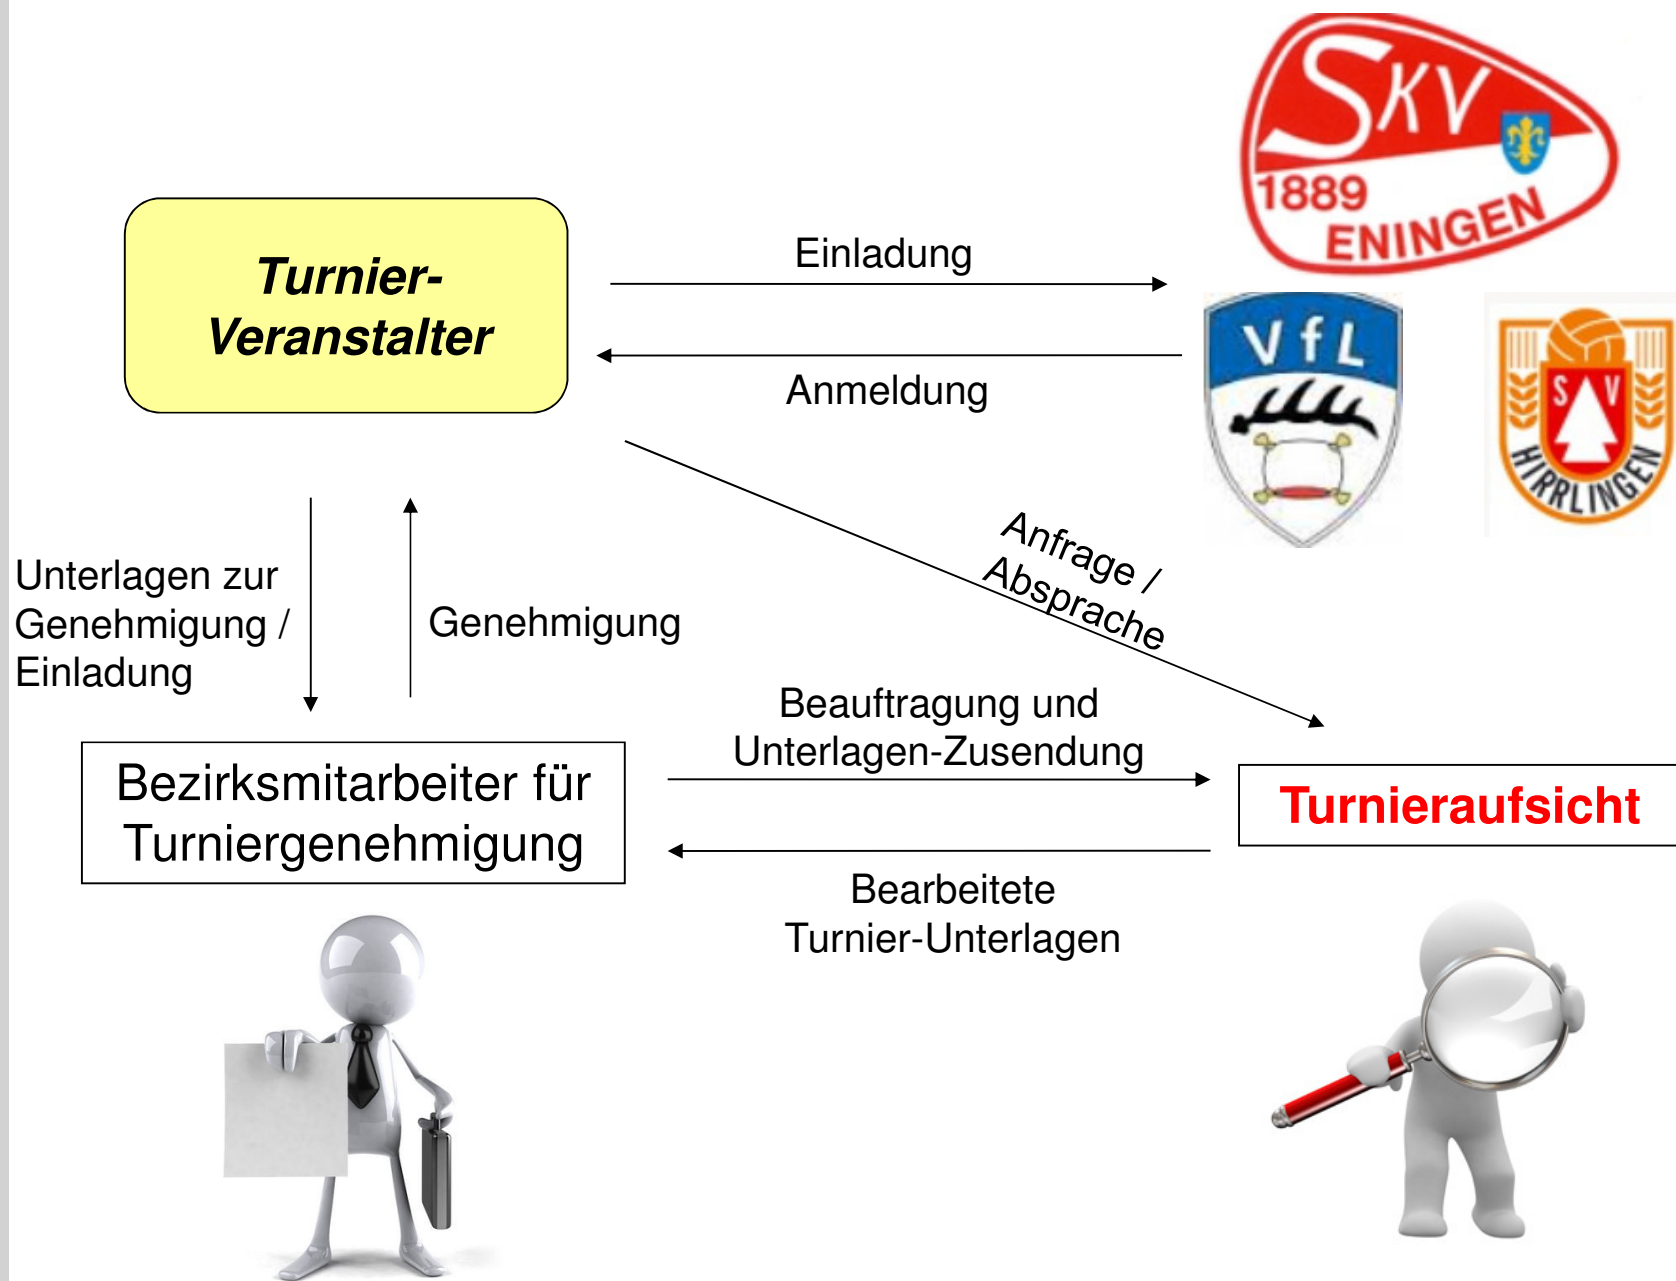 SKV
1889
ENINGEN
Turnier-
Veranstalter
Einladung
Anmeldung
VfL
S V
HIRRLINGEN
Anfrage /
Absprache
Unterlagen zur
Genehmigung /
Einladung
Genehmigung
Beauftragung und
Unterlagen-Zusendung
Bezirksmitarbeiter für
Turniergenehmigung
Turnieraufsicht
Bearbeitete
Turnier-Unterlagen